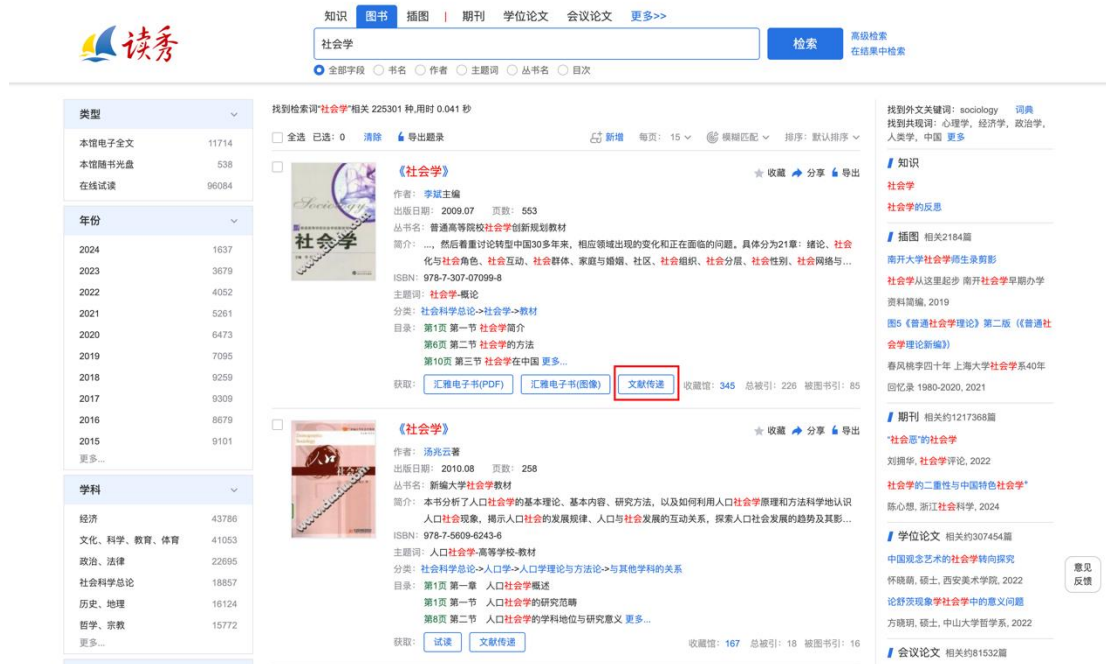 知识 图书 插图 | 期刊 学位论文 会议论文 更多>>
读秀
社会学
检索
高级检索
在结果中检索
全部字段 书名 作者 主题词 丛书名 目次
类型
本馆电子全文 11714
本馆随书光盘 538
在线试读 96084
年份
2024 1637
2023 3679
2022 4052
2021 5261
2020 6473
2019 7095
2018 9259
2017 9309
2016 8679
2015 9101
更多...
学科
经济 43786
文化、科学、教育、体育 41053
政治、法律 22695
社会科学总论 18857
历史、地理 16124
哲学、宗教 15772
更多...
找到检索词"社会学"相关 225301 种,用时 0.041 秒
全选 已选: 0 清除 导出题录 新增 每页: 15 模糊匹配 排序: 默认排序
社会学
《社会学》
收藏 分享 导出
作者: 李斌主编
出版日期: 2009.07 页数: 553
丛书名: 普通高等院校社会学创新规划教材
简介: ...，然后着重讨论转型中国30多年来，相应领域出现的变化和正在面临的问题。具体分为21章：绪论、社会
化与社会角色、社会互动、社会群体、家庭与婚姻、社区、社会组织、社会分层、社会性别、社会网络与...
ISBN: 978-7-307-07099-8
主题词: 社会学-概论
分类: 社会科学总论->社会学->教材
目录: 第1页 第一节 社会学简介
第6页 第二节 社会学的方法
第10页 第三节 社会学在中国 更多...
获取: 汇雅电子书(PDF) 汇雅电子书(图像) 文献传递 收藏馆: 345 总被引: 226 被图书引: 85
《社会学》
收藏 分享 导出
作者: 汤兆云著
出版日期: 2010.08 页数: 258
丛书名: 新编大学社会学教材
简介: 本书分析了人口社会学的基本理论、基本内容、研究方法，以及如何利用人口社会学原理和方法科学地认识
人口社会现象，揭示人口社会的发展规律、人口与社会发展的互动关系，探索人口社会发展的趋势及其影...
ISBN: 978-7-5609-6243-6
主题词: 人口社会学-高等学校-教材
分类: 社会科学总论->人口学->人口学理论与方法论->与其他学科的关系
目录: 第1页 第一章 人口社会学概述
第1页 第一节 人口社会学的研究范畴
第8页 第二节 人口社会学的学科地位与研究意义 更多...
获取: 试读 文献传递 收藏馆: 167 总被引: 18 被图书引: 16
找到外文关键词: sociology 词典
找到共现词: 心理学，经济学，政治学，
人类学，中国 更多
知识
社会学
社会学的反思
插图 相关2184篇
南开大学社会学师生录剪影
社会学从这里起步 南开社会学早期办学
资料简编, 2019
图5《普通社会学理论》第二版（《普通社
会学理论新编》）
春风桃李四十年 上海大学社会学系40年
回忆录 1980-2020, 2021
期刊 相关约1217368篇
"社会恶"的社会学
刘拥华, 社会学评论, 2022
社会学的二重性与中国特色社会学*
陈心想, 浙江社会科学, 2024
学位论文 相关约307454篇
中国观念艺术的社会学转向探究
怀晓萌, 硕士, 西安美术学院, 2022
论舒茨现象学社会学中的意义问题
方晓明, 硕士, 中山大学哲学系, 2022
会议论文 相关约81532篇
意见
反馈